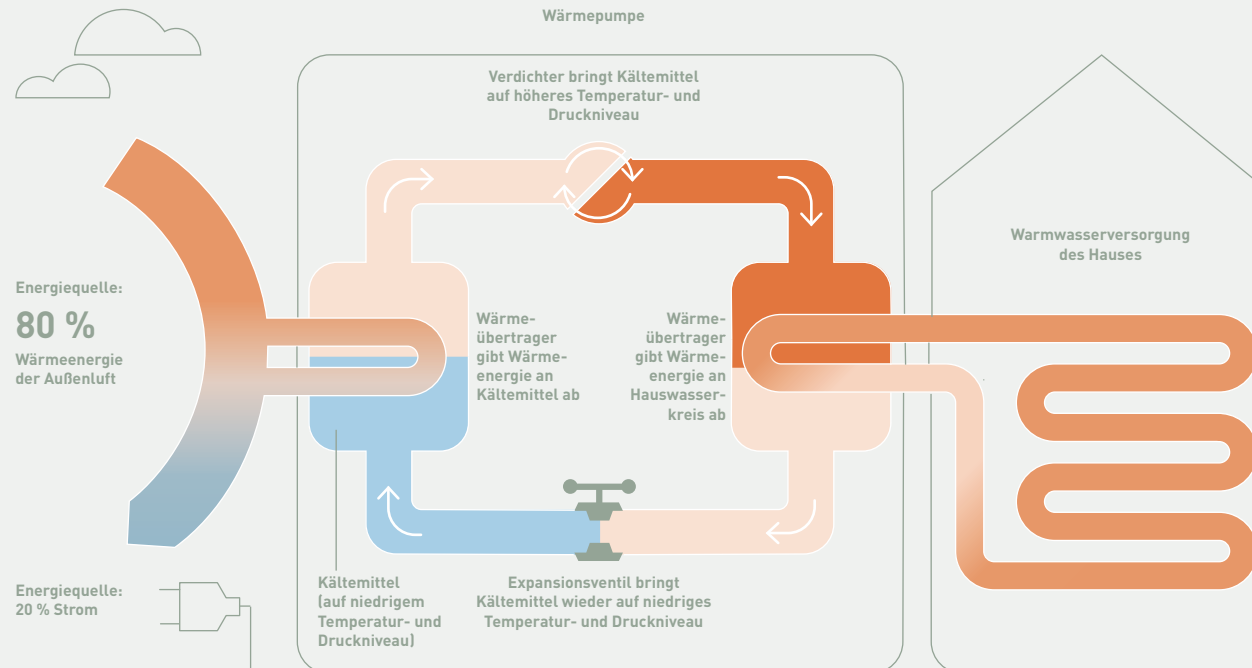 Wärmepumpe
Verdichter bringt Kältemittel
auf höheres Temperatur- und
Druckniveau
Energiequelle:
80 %
Wärmeenergie
der Außenluft
Wärme-
übertrager
gibt Wärme-
energie an
Kältemittel ab
Wärme-
übertrager
gibt Wärme-
energie an
Hauswasser-
kreis ab
Warmwasserversorgung
des Hauses
Energiequelle:
20 % Strom
Kältemittel
(auf niedrigem
Temperatur- und
Druckniveau)
Expansionsventil bringt
Kältemittel wieder auf niedriges
Temperatur- und Druckniveau